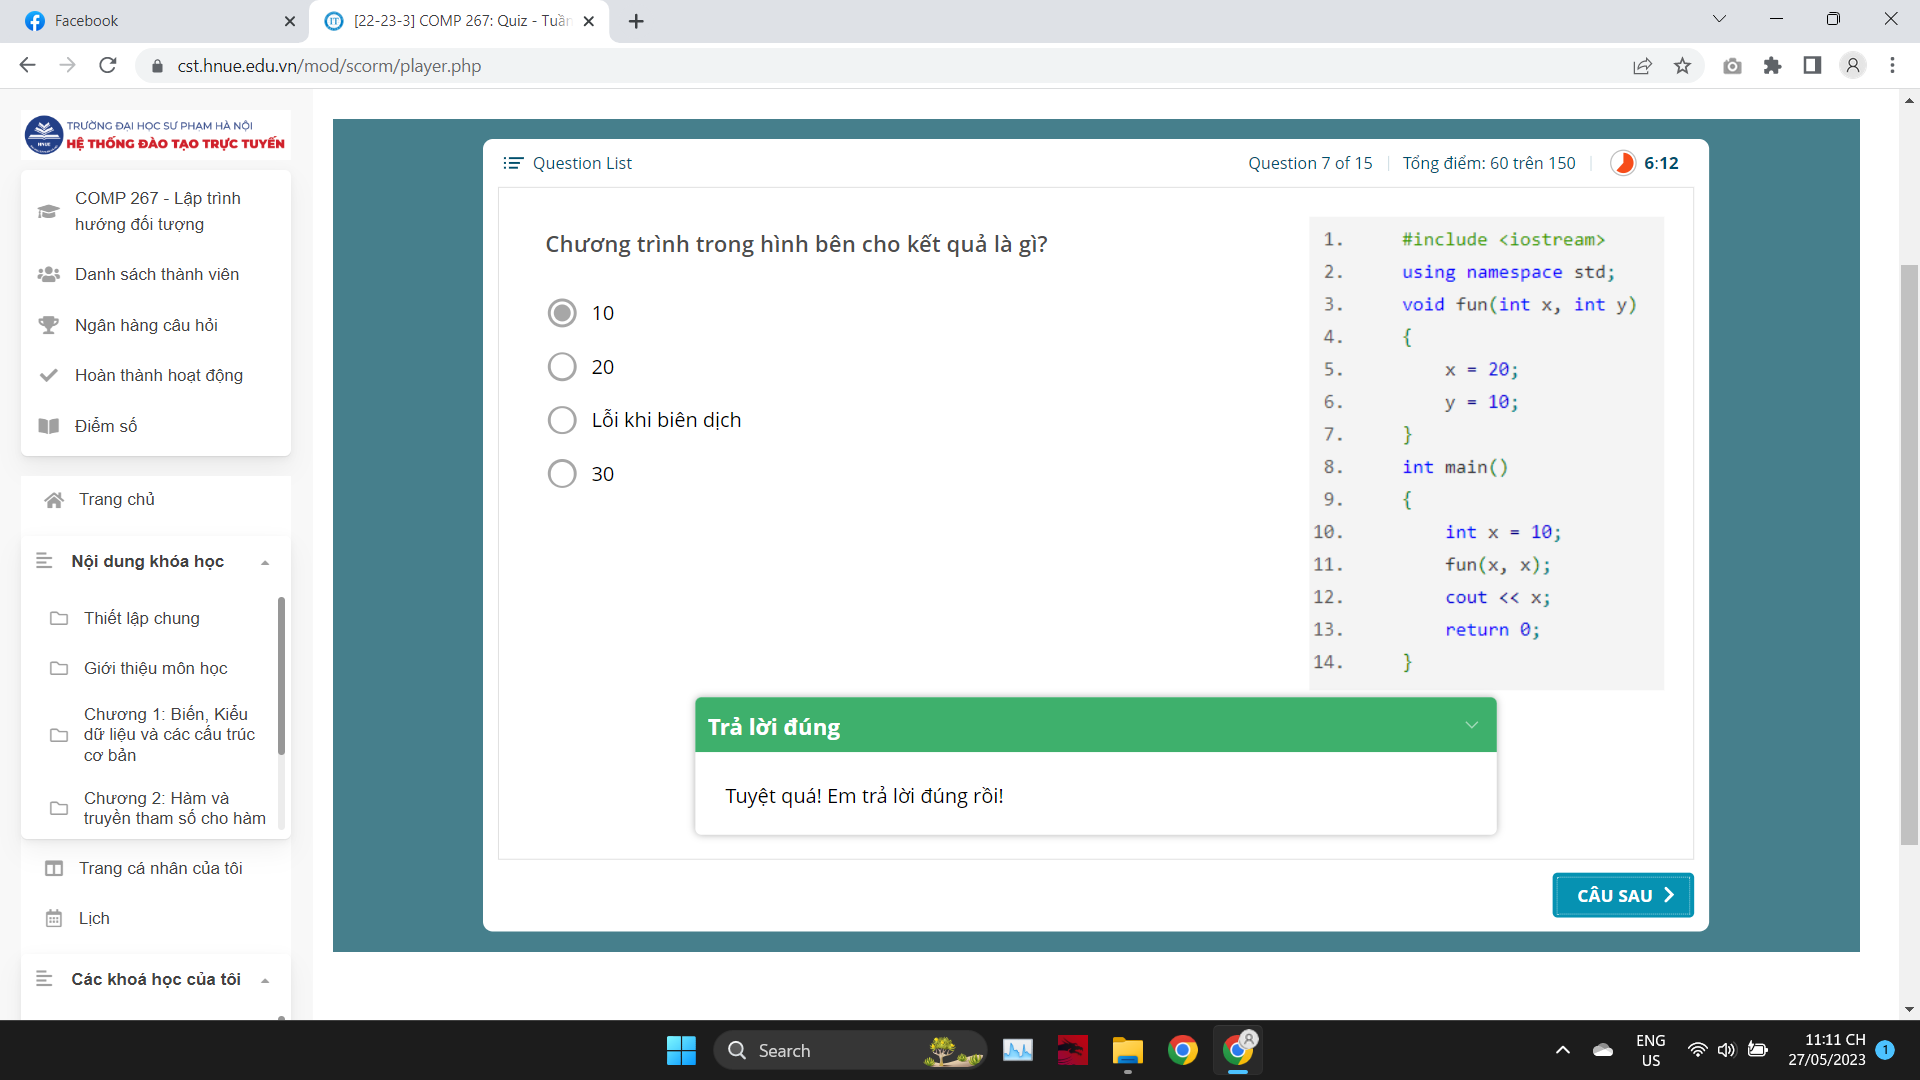 Facebook
[22-23-3] COMP 267: Quiz - Tuần
cst.hnue.edu.vn/mod/scorm/player.php
TRƯỜNG ĐẠI HỌC SƯ PHẠM HÀ NỘI
HỆ THỐNG ĐÀO TẠO TRỰC TUYẾN
COMP 267 - Lập trình
hướng đối tượng
Danh sách thành viên
Ngân hàng câu hỏi
Hoàn thành hoạt động
Điểm số
Trang chủ
Nội dung khóa học
Thiết lập chung
Giới thiệu môn học
Chương 1: Biến, Kiểu
dữ liệu và các cấu trúc
cơ bản
Chương 2: Hàm và
truyền tham số cho hàm
Trang cá nhân của tôi
Lịch
Các khoá học của tôi
Question List
Question 7 of 15
Tổng điểm: 60 trên 150
6:12
Chương trình trong hình bên cho kết quả là gì?
10
20
Lỗi khi biên dịch
30
1. #include <iostream>
2. using namespace std;
3. void fun(int x, int y)
4. {
5. x = 20;
6. y = 10;
7. }
8. int main()
9. {
10. int x = 10;
11. fun(x, x);
12. cout << x;
13. return 0;
14. }
Trả lời đúng
Tuyệt quá! Em trả lời đúng rồi!
CÂU SAU
Search
ENG
US
11:11 CH
27/05/2023
1